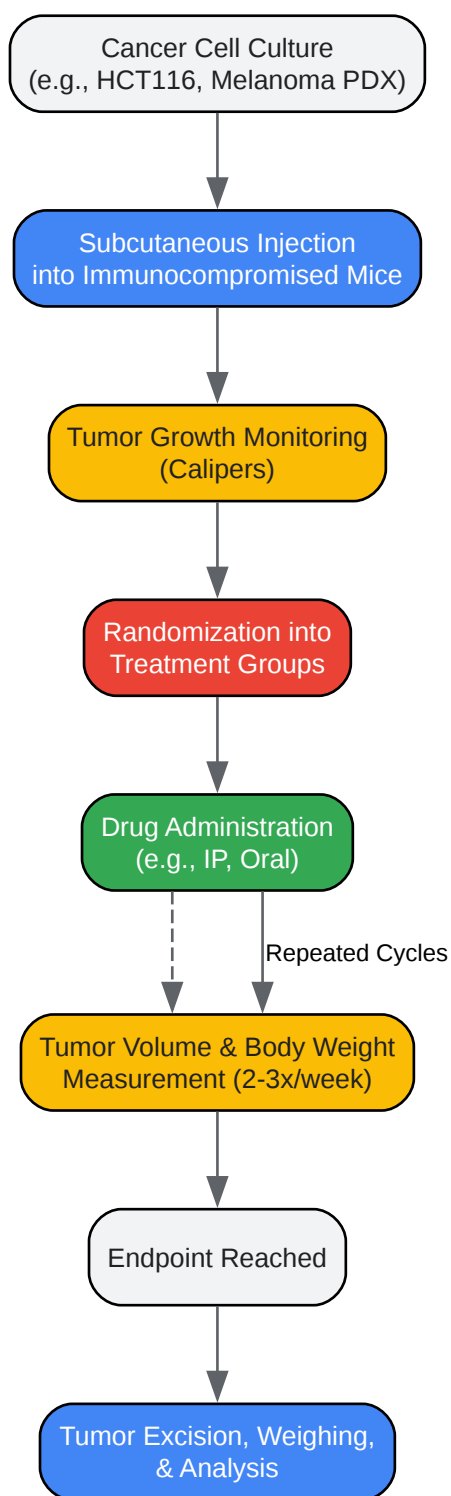 Cancer Cell Culture
(e.g., HCT116, Melanoma PDX)
Subcutaneous Injection
into Immunocompromised Mice
Tumor Growth Monitoring
(Calipers)
Randomization into
Treatment Groups
Drug Administration
(e.g., IP, Oral)
Repeated Cycles
Tumor Volume & Body Weight
Measurement (2-3x/week)
Endpoint Reached
Tumor Excision, Weighing,
& Analysis